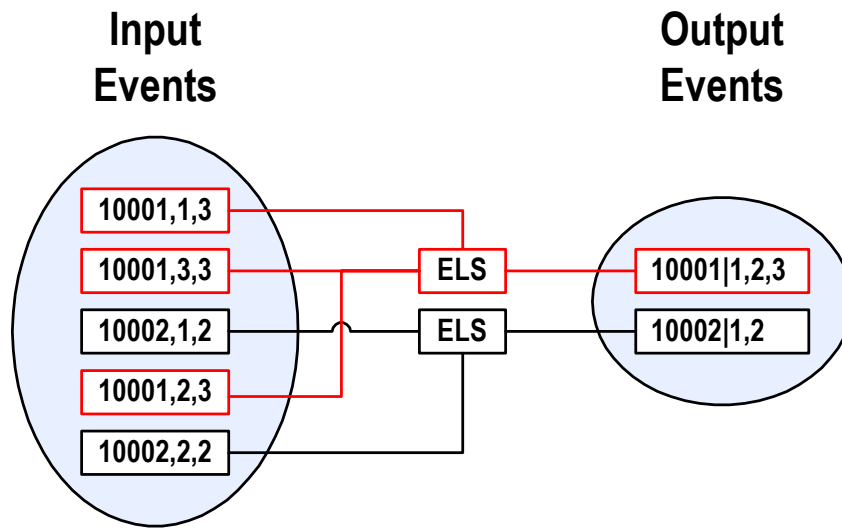 Input
Events
Output
Events
10001,1,3
10001,3,3
10002,1,2
10001,2,3
10002,2,2
ELS
ELS
10001|1,2,3
10002|1,2